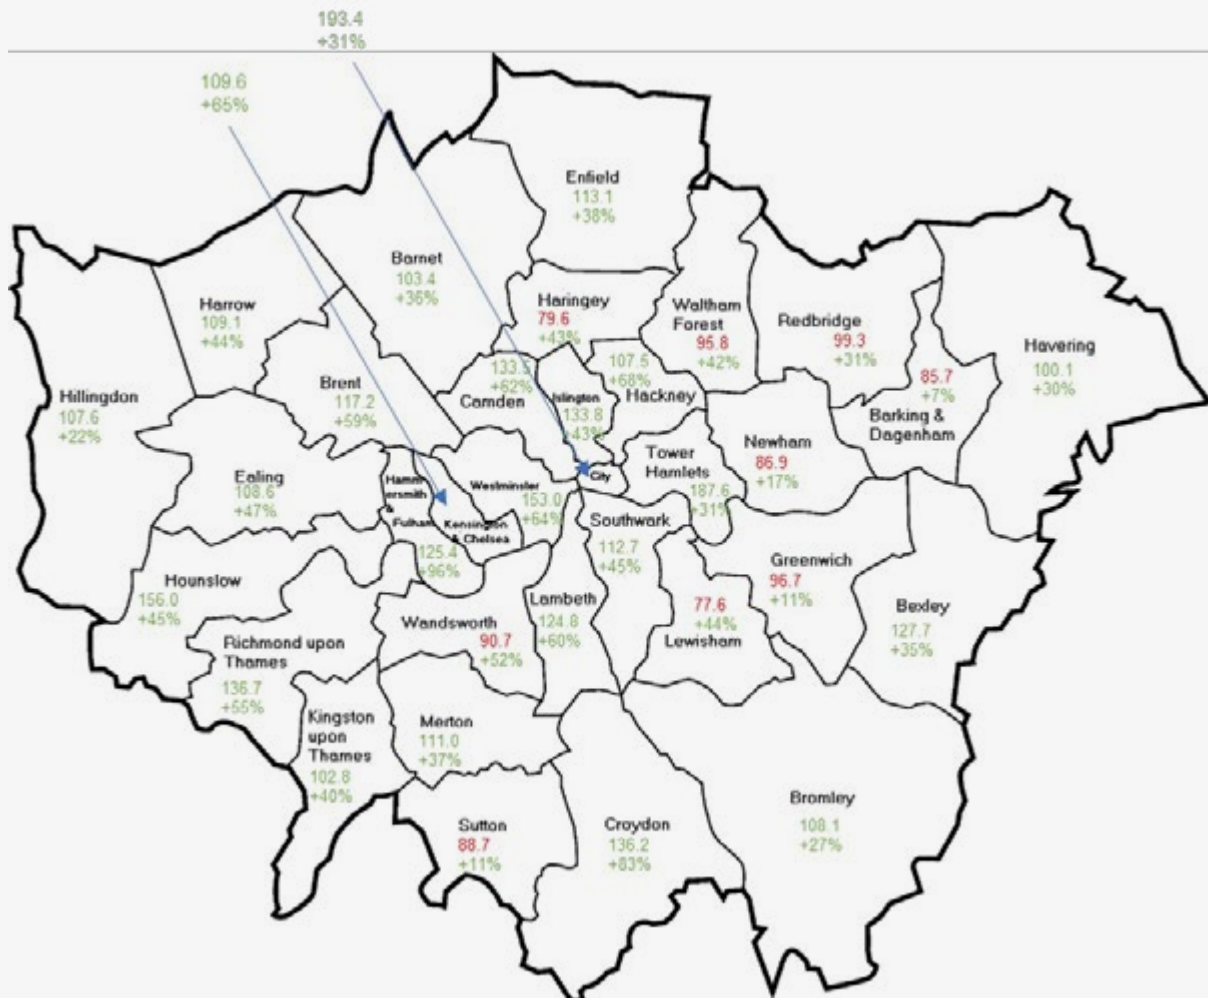 193.4
+31%
109.6
+65%
Enfield
113.1
+38%
Barnet
103.4
+36%
Harrow
109.1
+44%
Haringey
79.6
+43%
Waltham
Forest
95.8
+42%
Redbridge
99.3
+31%
Havering
100.1
+30%
Hillingdon
107.6
+22%
Brent
117.2
+59%
133.5
+62%
Camden
Islington
133.8
+43%
107.5
+68%
Hackney
85.7
+7%
Barking &
Dagenham
Ealing
108.6
+47%
Hamm
ersmith
&
Fulham
125.4
+96%
Kensington
& Chelsea
Westminster
153.0
+64%
City
Tower
Hamlets
187.6
+31%
Newham
86.9
+17%
Southwark
112.7
+45%
Greenwich
96.7
+11%
Bexley
127.7
+35%
Hounslow
156.0
+45%
Richmond upon
Thames
136.7
+55%
Wandsworth
90.7
+52%
Lambeth
124.8
+60%
77.6
+44%
Lewisham
Kingston
upon
Thames
102.8
+40%
Merton
111.0
+37%
Sutton
88.7
+11%
Croydon
136.2
+83%
Bromley
108.1
+27%